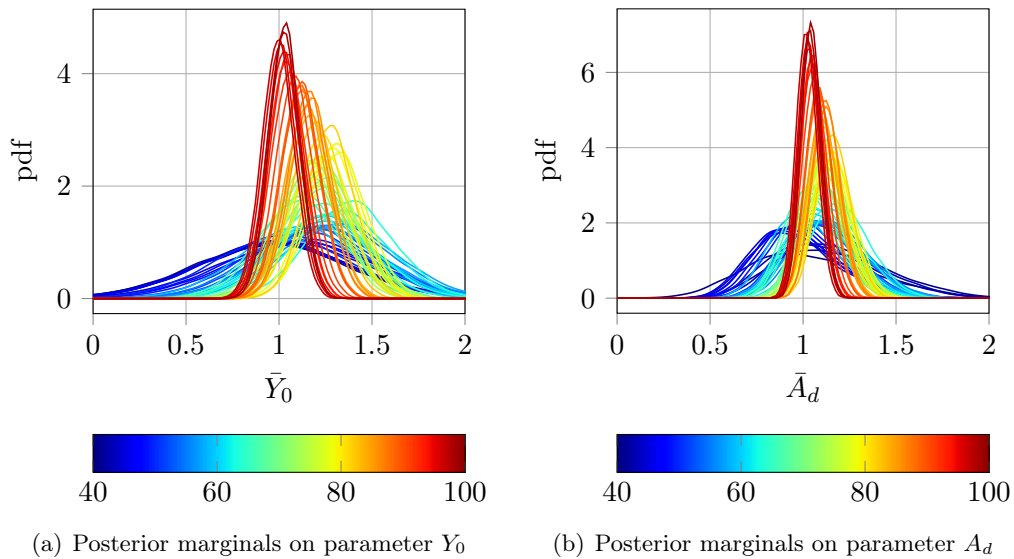 4
2
0
pdf
0 0.5 1 1.5 2
Ȳ0
40 60 80 100
(a) Posterior marginals on parameter Y0
6
4
2
0
pdf
0 0.5 1 1.5 2
Ād
40 60 80 100
(b) Posterior marginals on parameter Ad